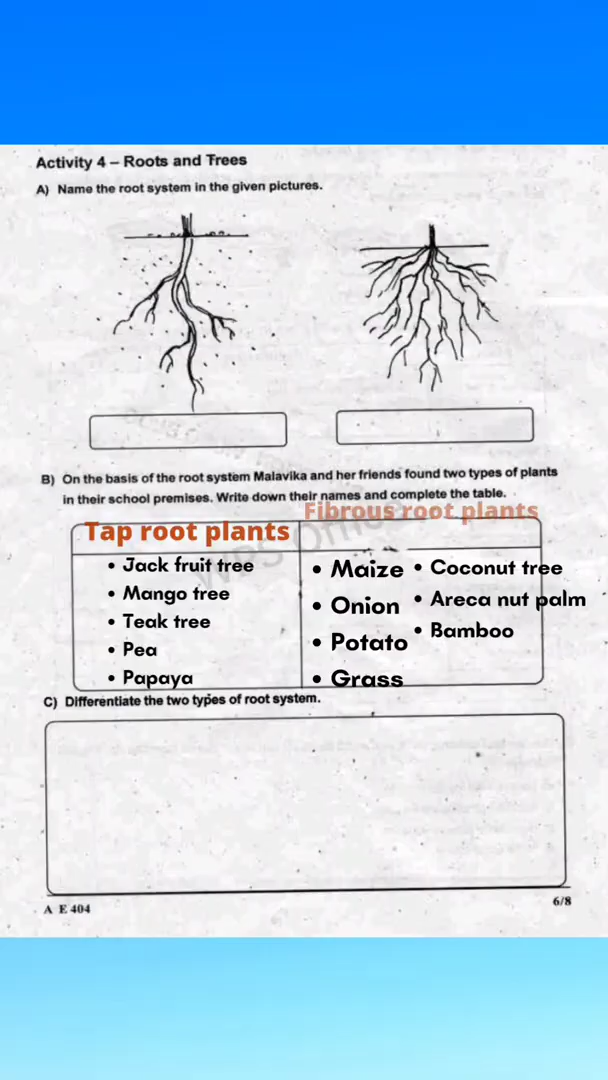 Activity 4 – Roots and Trees
A) Name the root system in the given pictures.
B) On the basis of the root system Malavika and her friends found two types of plants
in their school premises. Write down their names and complete the table.
Tap root plants
• Jack fruit tree
• Mango tree
• Teak tree
• Pea
• Papaya
Fibrous root plants
• Maize
• Onion
• Potato
• Grass
• Coconut tree
• Areca nut palm
• Bamboo
WPS Office
C) Differentiate the two types of root system.
A E 404
6/8